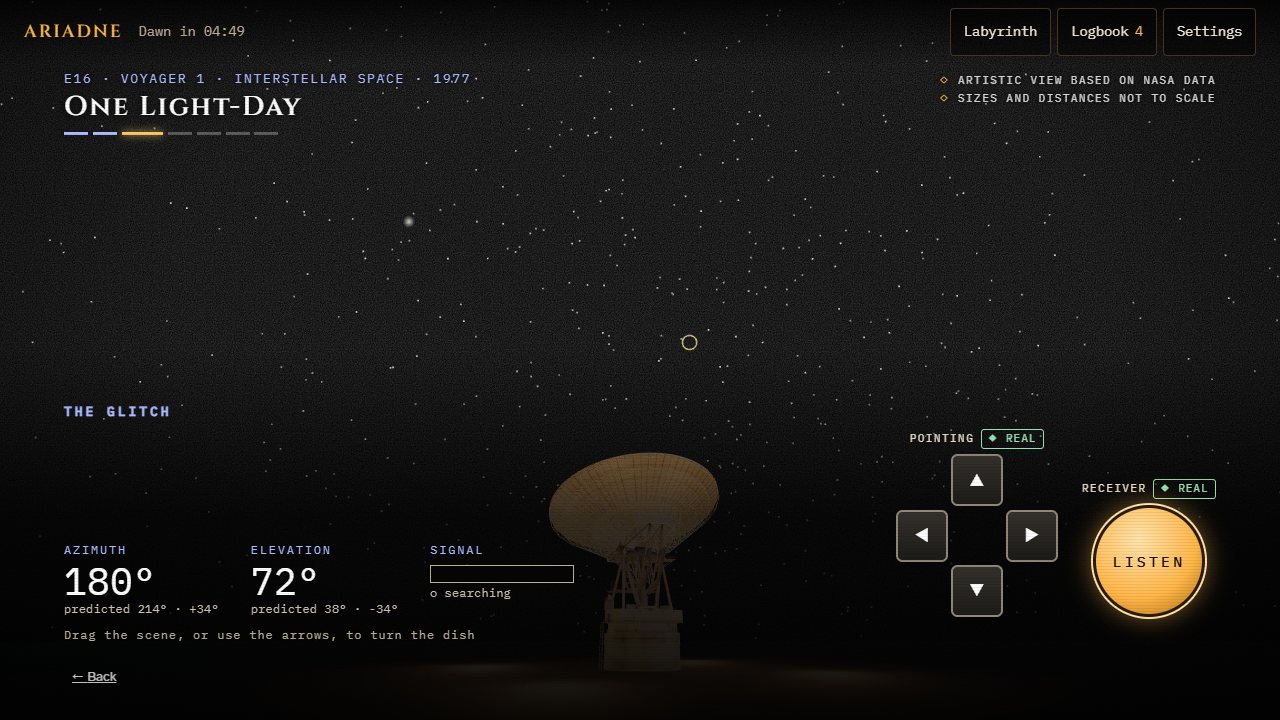 ARIADNE Dawn in 04:49 Labyrinth Logbook 4 Settings
E16 · VOYAGER 1 · INTERSTELLAR SPACE · 1977
One Light-Day
◇ ARTISTIC VIEW BASED ON NASA DATA
◇ SIZES AND DISTANCES NOT TO SCALE
THE GLITCH
POINTING ◆ REAL
▲
◀ ▶
▼
RECEIVER ◆ REAL
LISTEN
AZIMUTH ELEVATION SIGNAL
180° 72°
predicted 214° · +34° predicted 38° · -34° o searching
Drag the scene, or use the arrows, to turn the dish
← Back